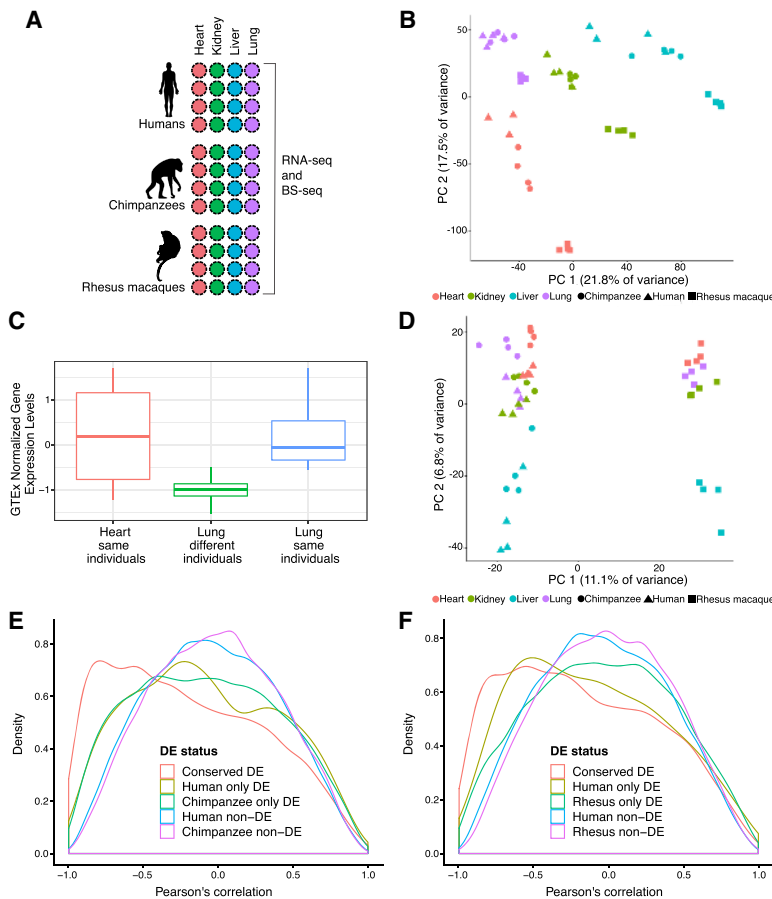 A
Heart
Kidney
Liver
Lung
Humans
Chimpanzees
Rhesus macaques
RNA-seq
and
BS-seq
B
PC 2 (17.5% of variance)
50
0
-50
-100
-40
0
40
80
PC 1 (21.8% of variance)
Heart Kidney Liver Lung Chimpanzee Human Rhesus macaque
C
GTEx Normalized Gene
Expression Levels
1
0
−1
Heart
same
individuals
Lung
different
individuals
Lung
same
individuals
D
PC 2 (6.8% of variance)
20
0
-20
-40
-20
0
20
PC 1 (11.1% of variance)
Heart Kidney Liver Lung Chimpanzee Human Rhesus macaque
E
Density
0.8
0.6
0.4
0.2
0.0
DE status
Conserved DE
Human only DE
Chimpanzee only DE
Human non−DE
Chimpanzee non−DE
−1.0
−0.5
0.0
0.5
1.0
Pearson's correlation
F
Density
0.8
0.6
0.4
0.2
0.0
DE status
Conserved DE
Human only DE
Rhesus only DE
Human non−DE
Rhesus non−DE
−1.0
−0.5
0.0
0.5
1.0
Pearson's correlation